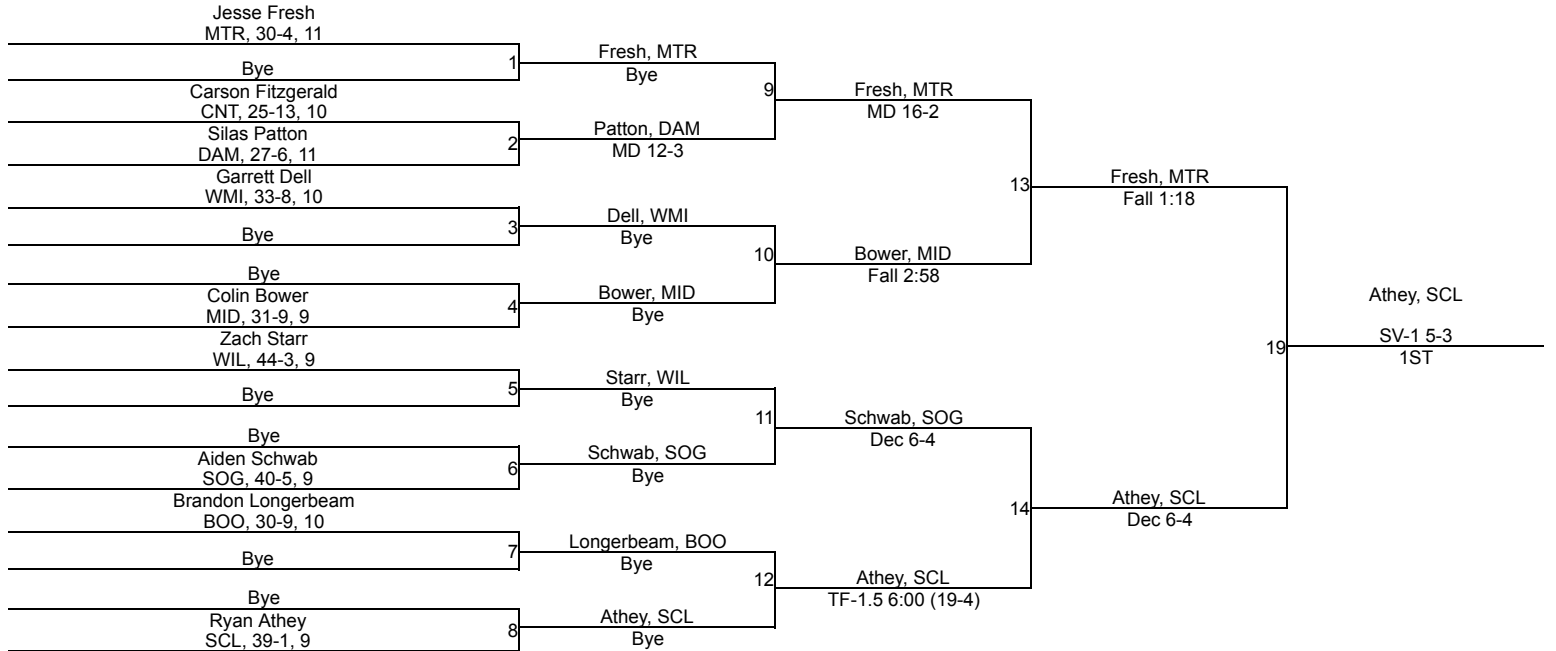 Jesse Fresh
MTR, 30-4, 11
Bye
1
Carson Fitzgerald
CNT, 25-13, 10
Silas Patton
DAM, 27-6, 11
2
Garrett Dell
WMI, 33-8, 10
Bye
3
Bye
Colin Bower
MID, 31-9, 9
4
Zach Starr
WIL, 44-3, 9
Bye
5
Bye
Aiden Schwab
SOG, 40-5, 9
6
Brandon Longerbeam
BOO, 30-9, 10
Bye
7
Bye
Ryan Athey
SCL, 39-1, 9
8
Fresh, MTR
Bye
9
Patton, DAM
MD 12-3
Dell, WMI
Bye
10
Bower, MID
Bye
Starr, WIL
Bye
11
Schwab, SOG
Bye
Longerbeam, BOO
Bye
12
Athey, SCL
Bye
Fresh, MTR
MD 16-2
13
Bower, MID
Fall 2:58
Schwab, SOG
Dec 6-4
14
Athey, SCL
TF-1.5 6:00 (19-4)
Fresh, MTR
Fall 1:18
19
Athey, SCL
Dec 6-4
Athey, SCL
SV-1 5-3
1ST